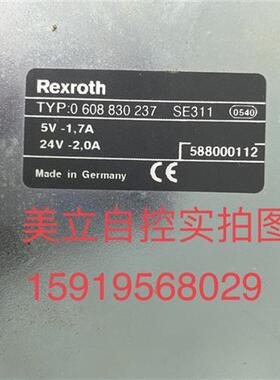 Rexroth
TYP:0 608 830 237 SE311 0540
5V -1,7A
24V -2,0A
588000112
Made in Germany CE
美立自控实拍图
15919568029